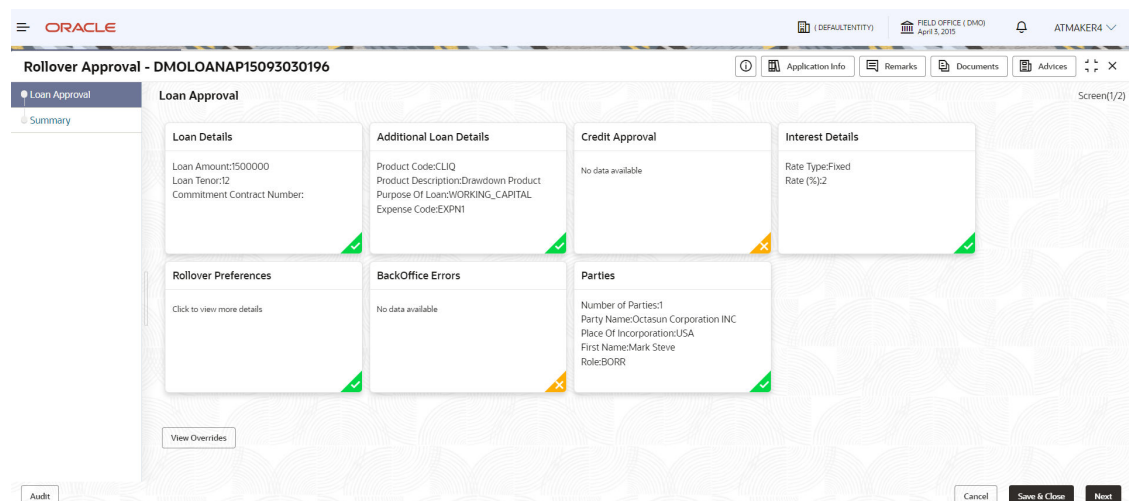 ORACLE
( DEFAULTENTITY)
FIELD OFFICE ( DMO)
April 3, 2015
ATMAKER4
Rollover Approval - DMOLOANAP15093030196
Application Info
Remarks
Documents
Advices
Loan Approval
Summary
Loan Approval
Screen(1/2)
Loan Details
Loan Amount:1500000
Loan Tenor:12
Commitment Contract Number:
Additional Loan Details
Product Code:CLIQ
Product Description:Drawdown Product
Purpose Of Loan:WORKING_CAPITAL
Expense Code:EXPN1
Credit Approval
No data available
Interest Details
Rate Type:Fixed
Rate (%):2
Rollover Preferences
Click to view more details
BackOffice Errors
No data available
Parties
Number of Parties:1
Party Name:Octasun Corporation INC
Place Of Incorporation:USA
First Name:Mark Steve
Role:BORR
View Overrides
Audit
Cancel
Save & Close
Next